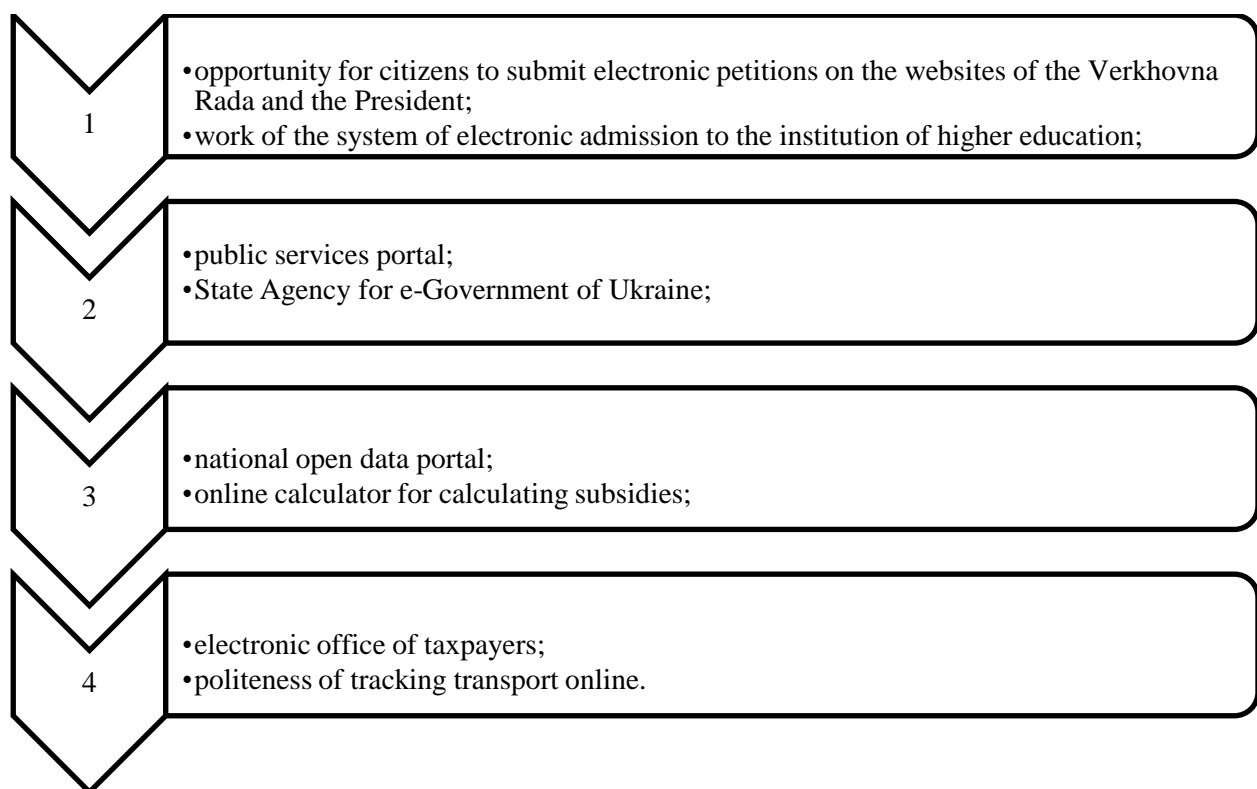 1
•opportunity for citizens to submit electronic petitions on the websites of the Verkhovna
Rada and the President;
•work of the system of electronic admission to the institution of higher education;
2
•public services portal;
•State Agency for e-Government of Ukraine;
3
•national open data portal;
•online calculator for calculating subsidies;
4
•electronic office of taxpayers;
•politeness of tracking transport online.